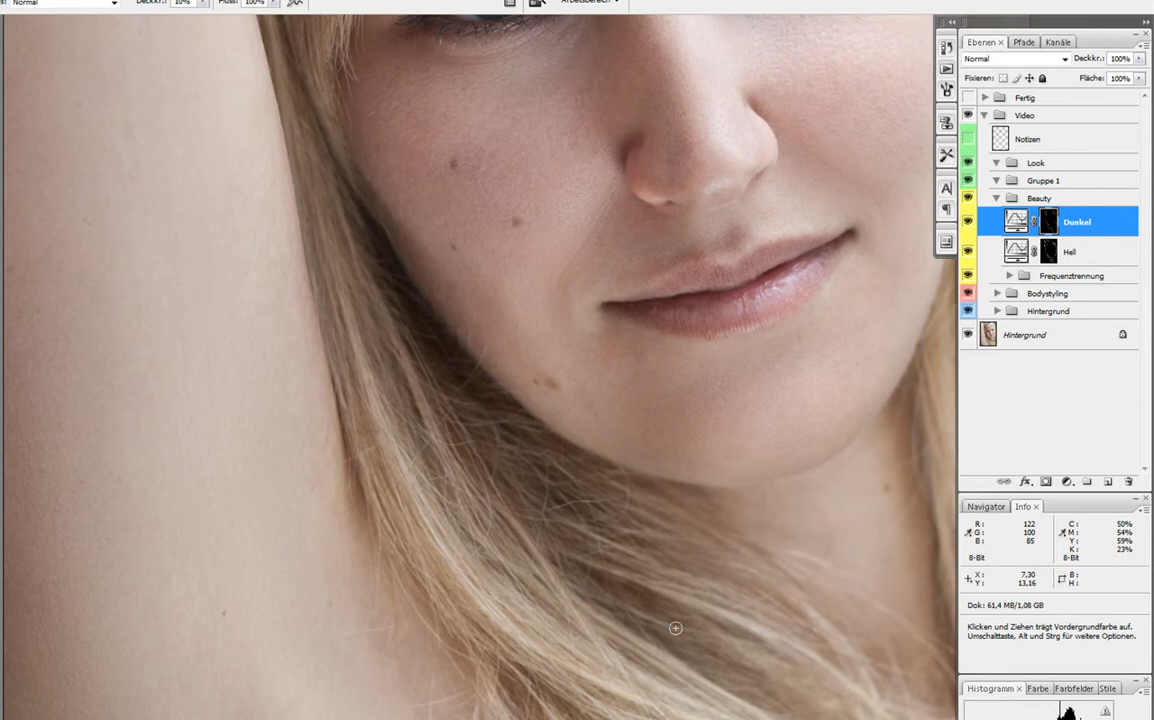 Normal
Deckkr.: 10%
Fluss: 100%
Arbeitsbereich
Ebenen × Pfade Kanäle
Normal Deckkr.: 100%
Fixieren: Fläche: 100%
Fertig
Video
Notizen
Look
Gruppe 1
Beauty
Dunkel
Hell
Frequenztrennung
Bodystyling
Hintergrund
Hintergrund
fx
Navigator Info ×
R: 122 C: 50%
G: 100 M: 54%
B: 85 Y: 59%
K: 23%
8-Bit 8-Bit
X: 7,30 B:
Y: 13,16 H:
Dok: 61,4 MB/1,08 GB
Klicken und Ziehen trägt Vordergrundfarbe auf.
Umschalttaste, Alt und Strg für weitere Optionen.
Histogramm × Farbe Farbfelder Stile